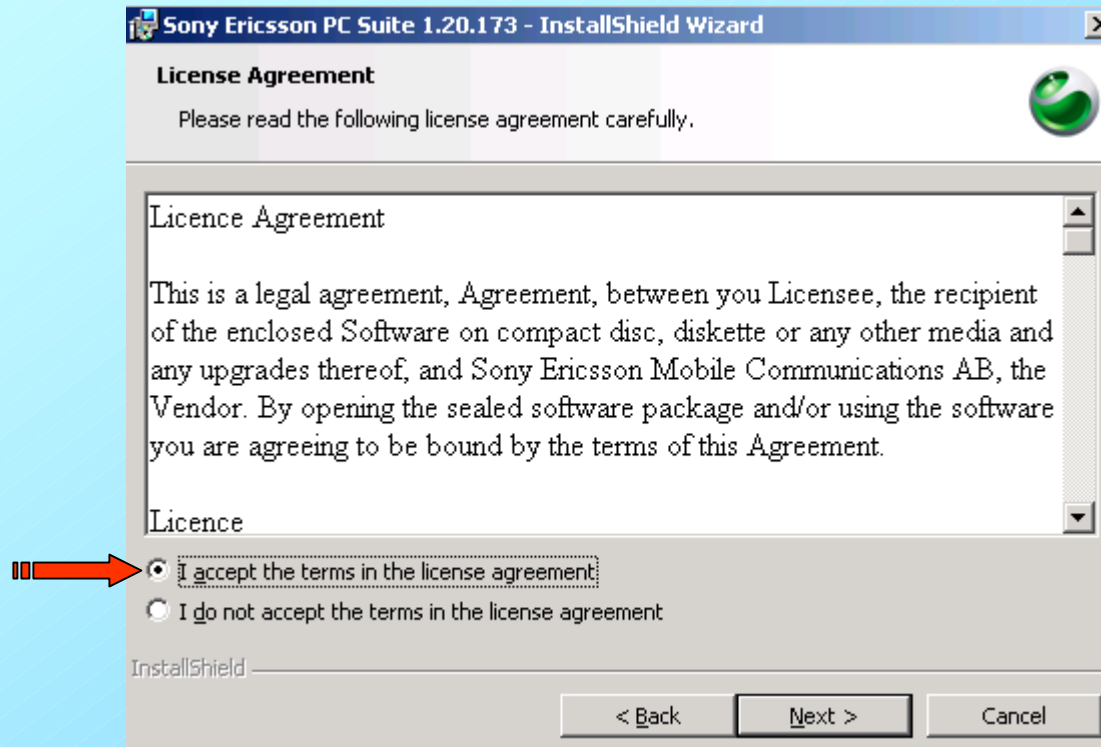 Sony Ericsson PC Suite 1.20.173 - InstallShield Wizard
License Agreement
Please read the following license agreement carefully.
Licence Agreement
This is a legal agreement, Agreement, between you Licensee, the recipient
of the enclosed Software on compact disc, diskette or any other media and
any upgrades thereof, and Sony Ericsson Mobile Communications AB, the
Vendor. By opening the sealed software package and/or using the software
you are agreeing to be bound by the terms of this Agreement.
Licence
I accept the terms in the license agreement
I do not accept the terms in the license agreement
InstallShield
< Back Next > Cancel